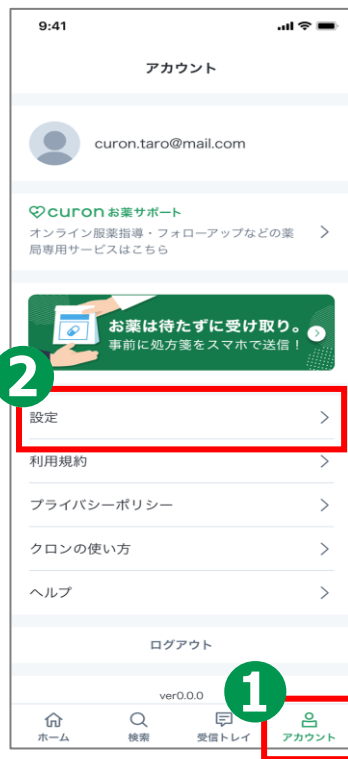 9:41
アカウント
curon.taro@mail.com
curon お薬サポート
オンライン服薬指導・フォローアップなどの薬
局専用サービスはこちら
お薬は待たずに受け取り。
事前に処方箋をスマホで送信！
2
設定
利用規約
プライバシーポリシー
クロンの使い方
ヘルプ
ログアウト
ver0.0.0
1
ホーム 検索 受信トレイ アカウント